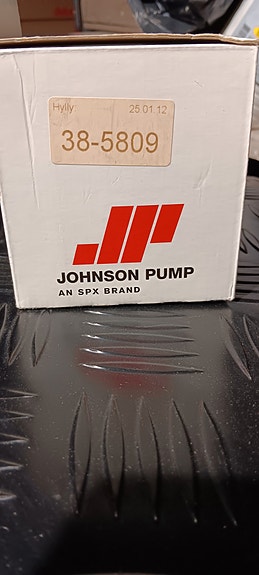 Hylly 25.01.12
38-5809
JOHNSON PUMP
AN SPX BRAND